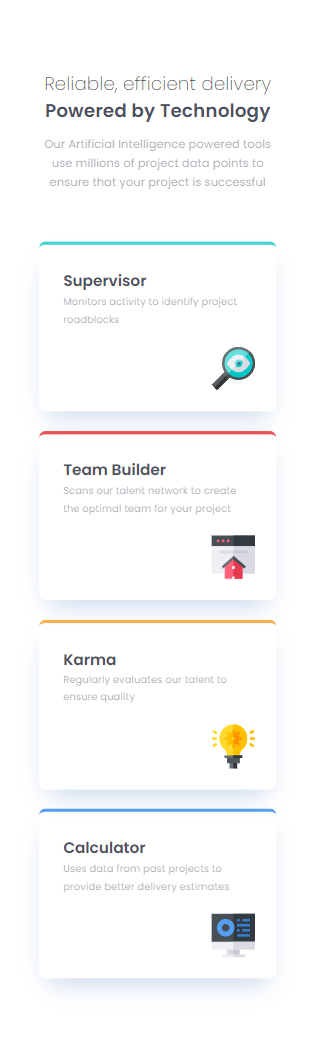 Reliable, efficient delivery
Powered by Technology
Our Artificial Intelligence powered tools
use millions of project data points to
ensure that your project is successful
Supervisor
Monitors activity to identify project
roadblocks
Team Builder
Scans our talent network to create
the optimal team for your project
Karma
Regularly evaluates our talent to
ensure quality
Calculator
Uses data from past projects to
provide better delivery estimates